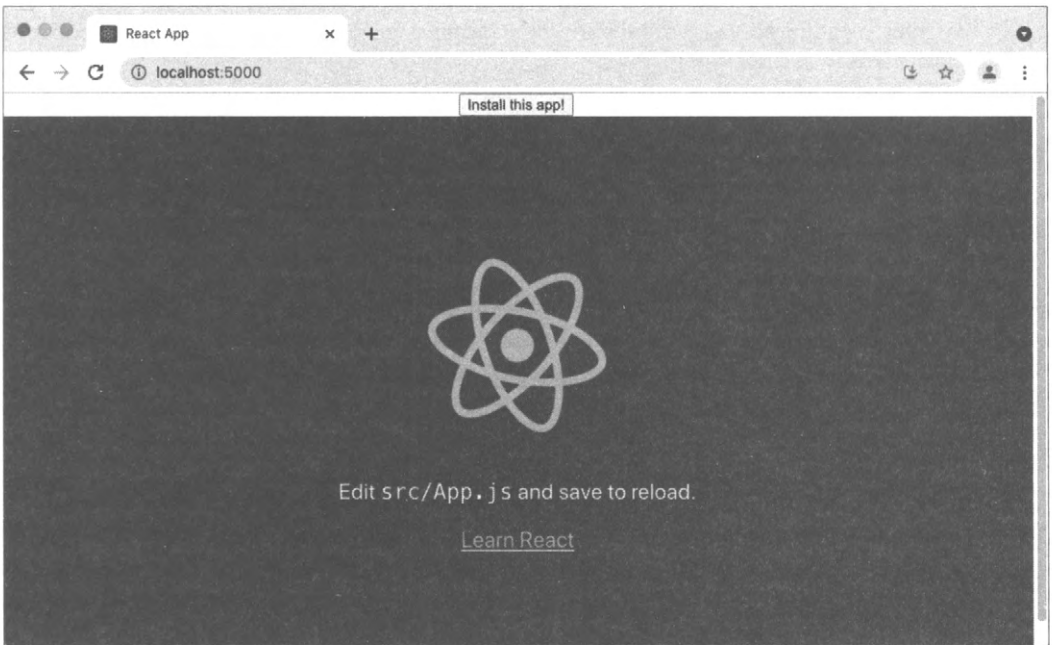 React App
localhost:5000
Install this app!
Edit src/App.js and save to reload.
Learn React